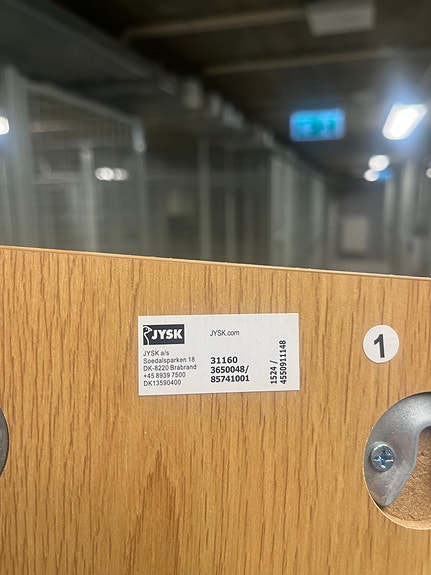 JYSK
JYSK.com
JYSK a/s
Soedalsparken 18
DK-8220 Brabrand
+45 8939 7500
DK13590400
31160
3650048/
85741001
1524 /
4550911148
1